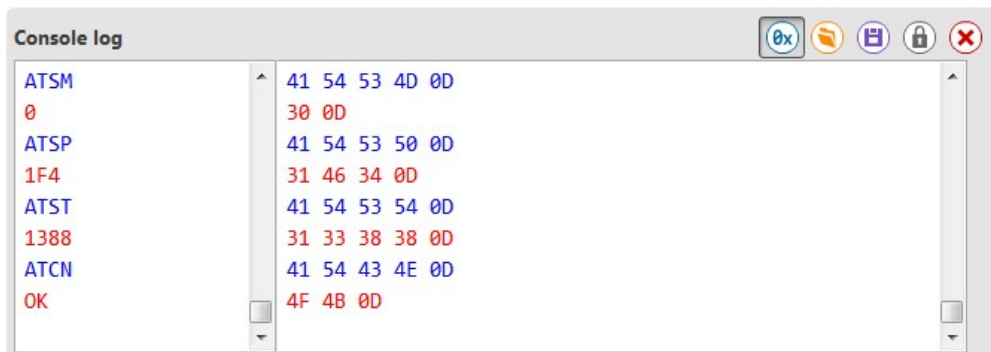 Console log
0x
ATSM 41 54 53 4D 0D
0 30 0D
ATSP 41 54 53 50 0D
1F4 31 46 34 0D
ATST 41 54 53 54 0D
1388 31 33 38 38 0D
ATCN 41 54 43 4E 0D
OK 4F 4B 0D